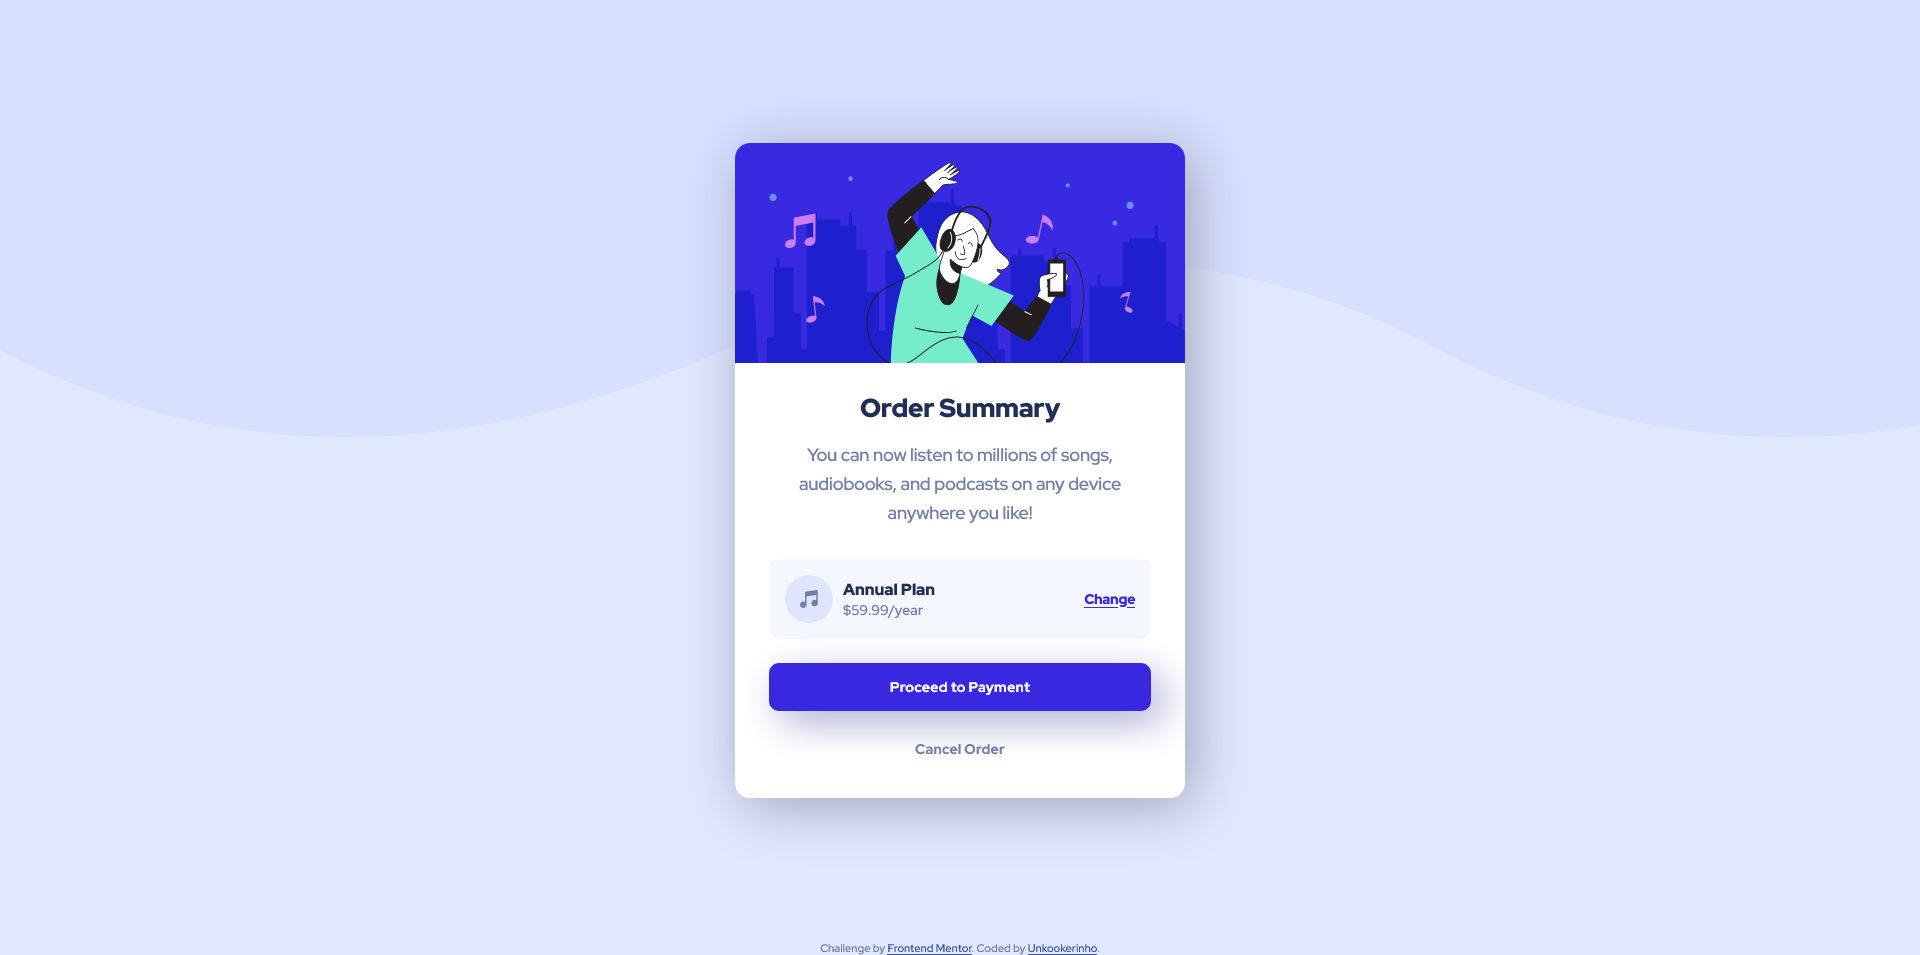 Order Summary
You can now listen to millions of songs,
audiobooks, and podcasts on any device
anywhere you like!
Annual Plan
$59.99/year
Change
Proceed to Payment
Cancel Order
Challenge by Frontend Mentor. Coded by Unkookerinho.